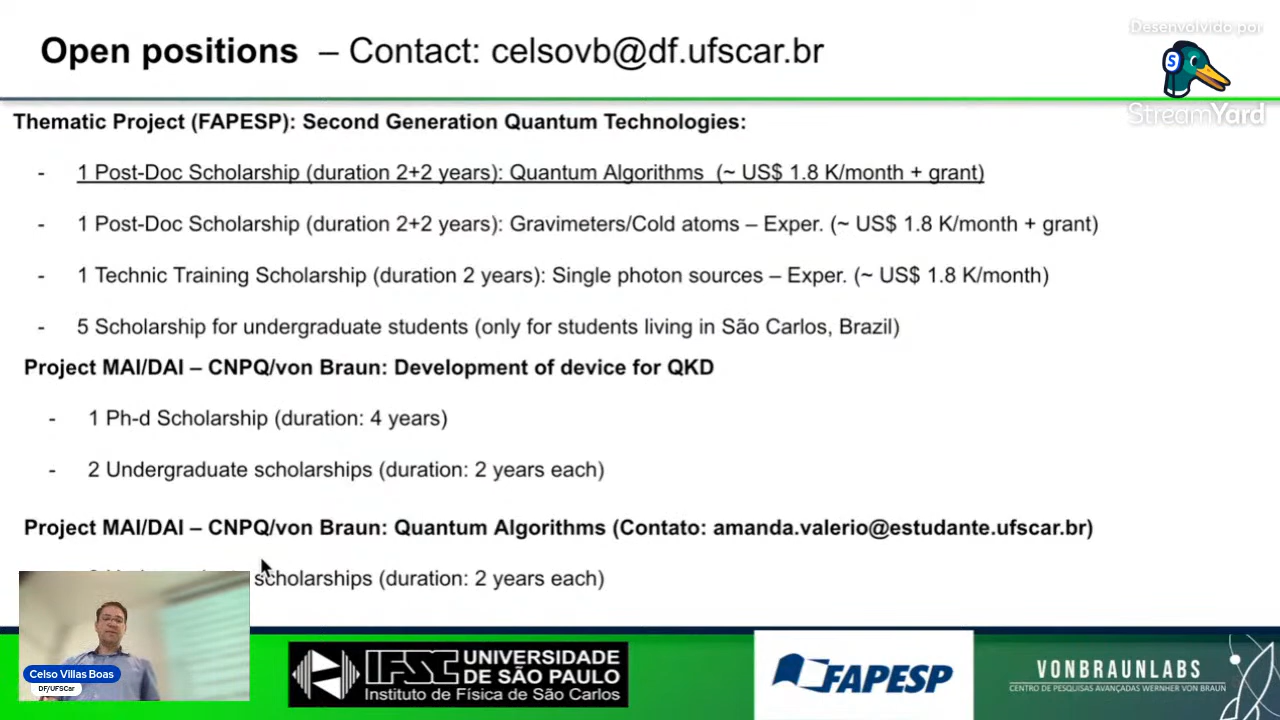 Open positions – Contact: celsovb@df.ufscar.br
Desenvolvido por
S
StreamYard
Thematic Project (FAPESP): Second Generation Quantum Technologies:
- 1 Post-Doc Scholarship (duration 2+2 years): Quantum Algorithms (~ US$ 1.8 K/month + grant)
- 1 Post-Doc Scholarship (duration 2+2 years): Gravimeters/Cold atoms – Exper. (~ US$ 1.8 K/month + grant)
- 1 Technic Training Scholarship (duration 2 years): Single photon sources – Exper. (~ US$ 1.8 K/month)
- 5 Scholarship for undergraduate students (only for students living in São Carlos, Brazil)
Project MAI/DAI – CNPQ/von Braun: Development of device for QKD
- 1 Ph-d Scholarship (duration: 4 years)
- 2 Undergraduate scholarships (duration: 2 years each)
Project MAI/DAI – CNPQ/von Braun: Quantum Algorithms (Contato: amanda.valerio@estudante.ufscar.br)
scholarships (duration: 2 years each)
Celso Villas Boas
DF/UFSCar
IFSC UNIVERSIDADE
DE SÃO PAULO
Instituto de Física de São Carlos
FAPESP
VONBRAUNLABS
CENTRO DE PESQUISAS AVANÇADAS WERNHER VON BRAUN